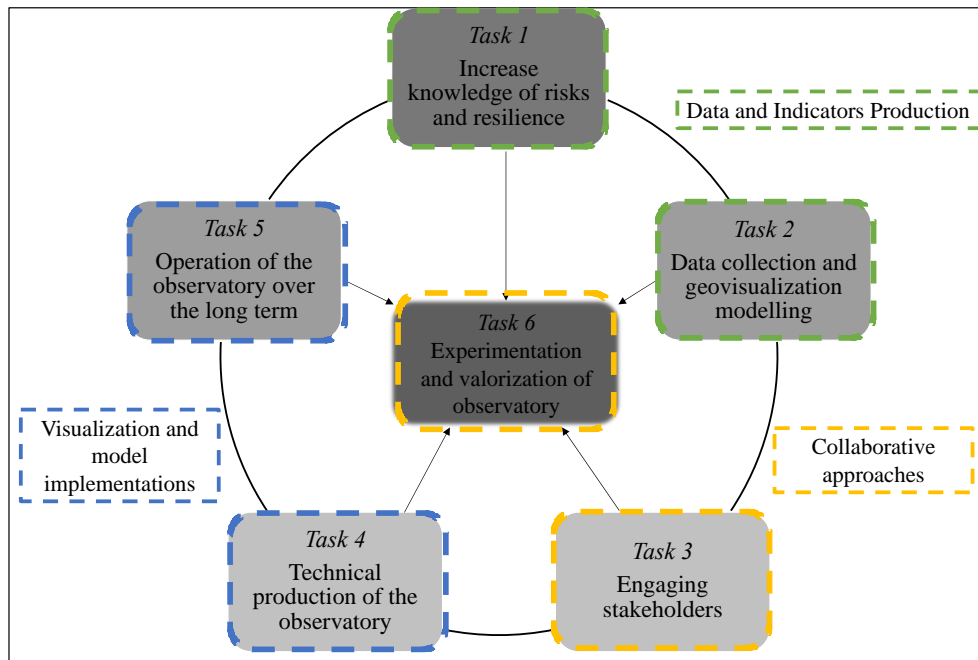 Task 1
Increase
knowledge of risks
and resilience
Data and Indicators Production
Task 5
Operation of the
observatory over
the long term
Task 2
Data collection and
geovisualization
modelling
Task 6
Experimentation
and valorization of
observatory
Visualization and
model
implementations
Collaborative
approaches
Task 4
Technical
production of the
observatory
Task 3
Engaging
stakeholders